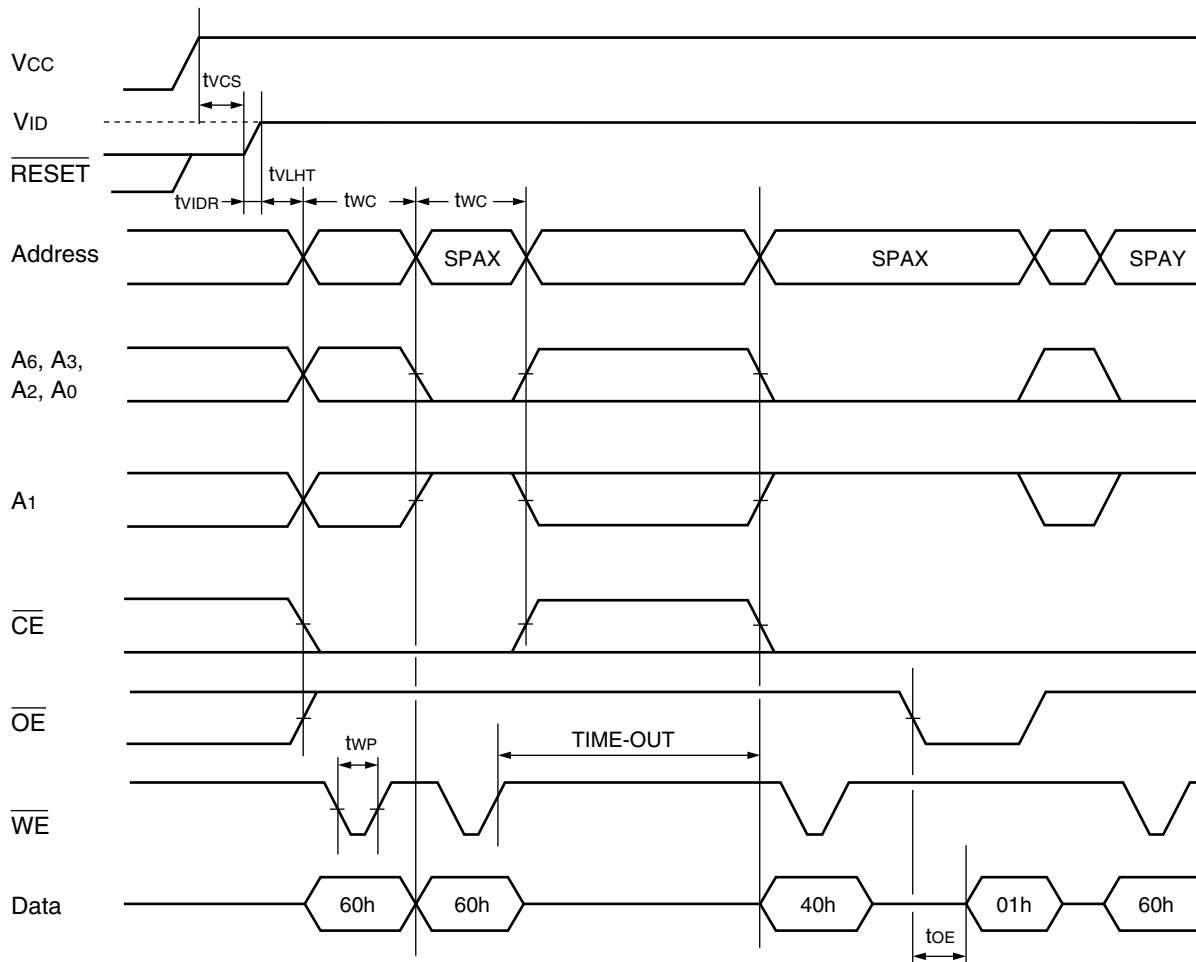 VCC
tVCS
VID
RESET
tVLHT
tVIDR
tWC
tWC
Address
SPAX
SPAX
SPAY
A6, A3,
A2, A0
A1
CE
OE
tWP
TIME-OUT
WE
Data
60h
60h
40h
01h
60h
tOE